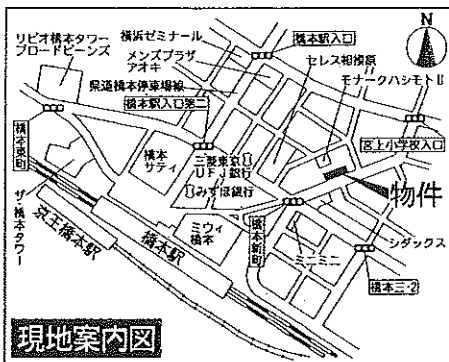 リビオ橋本タワー
ブロードビーンズ
横浜ゼミナール
メンズプラザ
アオキ
県道橋本停車場線
橋本駅入口第二
橋本駅入口
セレス相模原
モナークハシモトⅡ
N
宮上小学校入口
橋本東町
ザ・橋本タワー
京王橋本駅
橋本駅
橋本
サティ
三菱東京
UFJ銀行
みずほ銀行
ミウィ
橋本
橋本新町
ミニミニ
物件
シダックス
橋本三-2
現地案内図